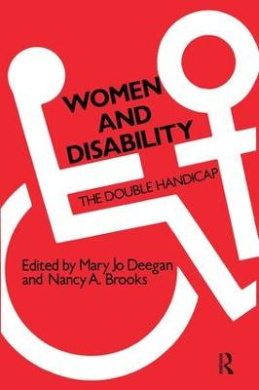 WOMEN
AND
DISABILITY
THE DOUBLE HANDICAP
Edited by Mary Jo Deegan
and Nancy A. Brooks